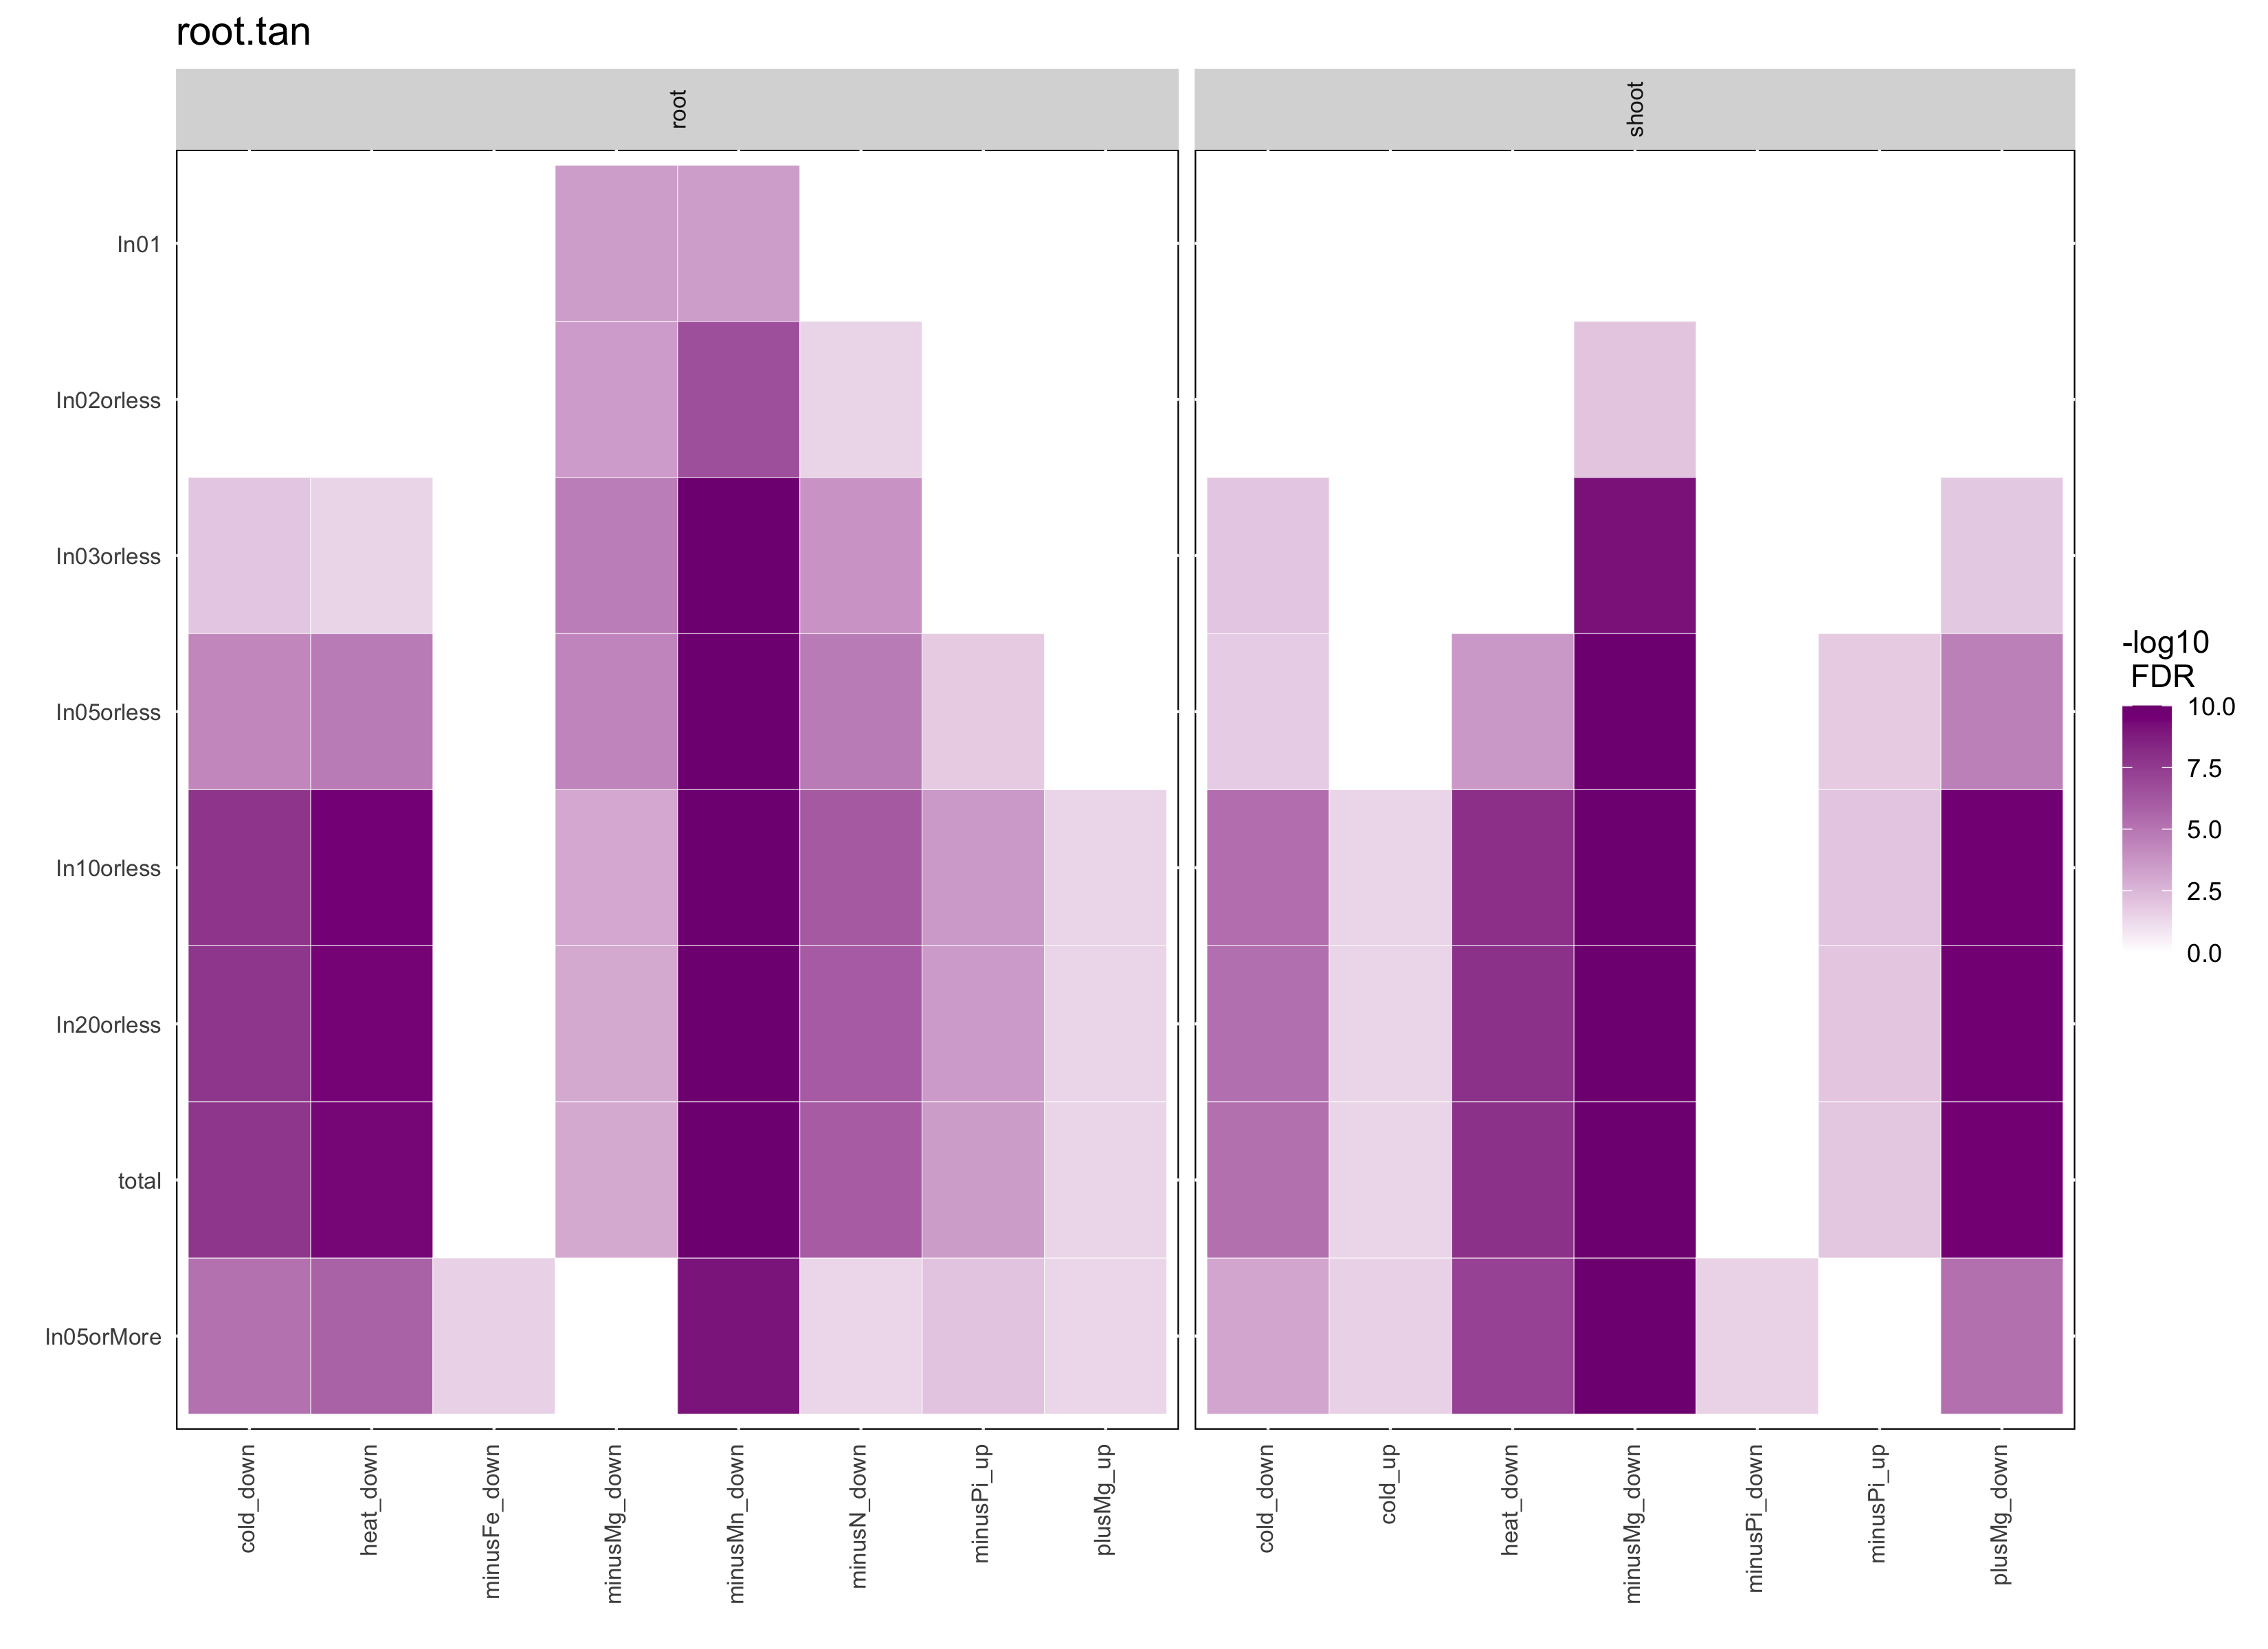 root.tan
root
shoot
In01
In02orless
In03orless
In05orless
In10orless
In20orless
total
In05orMore
cold_down
heat_down
minusFe_down
minusMg_down
minusMn_down
minusN_down
minusPi_up
plusMg_up
cold_down
cold_up
heat_down
minusMg_down
minusPi_down
minusPi_up
plusMg_down
-log10
FDR
10.0
7.5
5.0
2.5
0.0